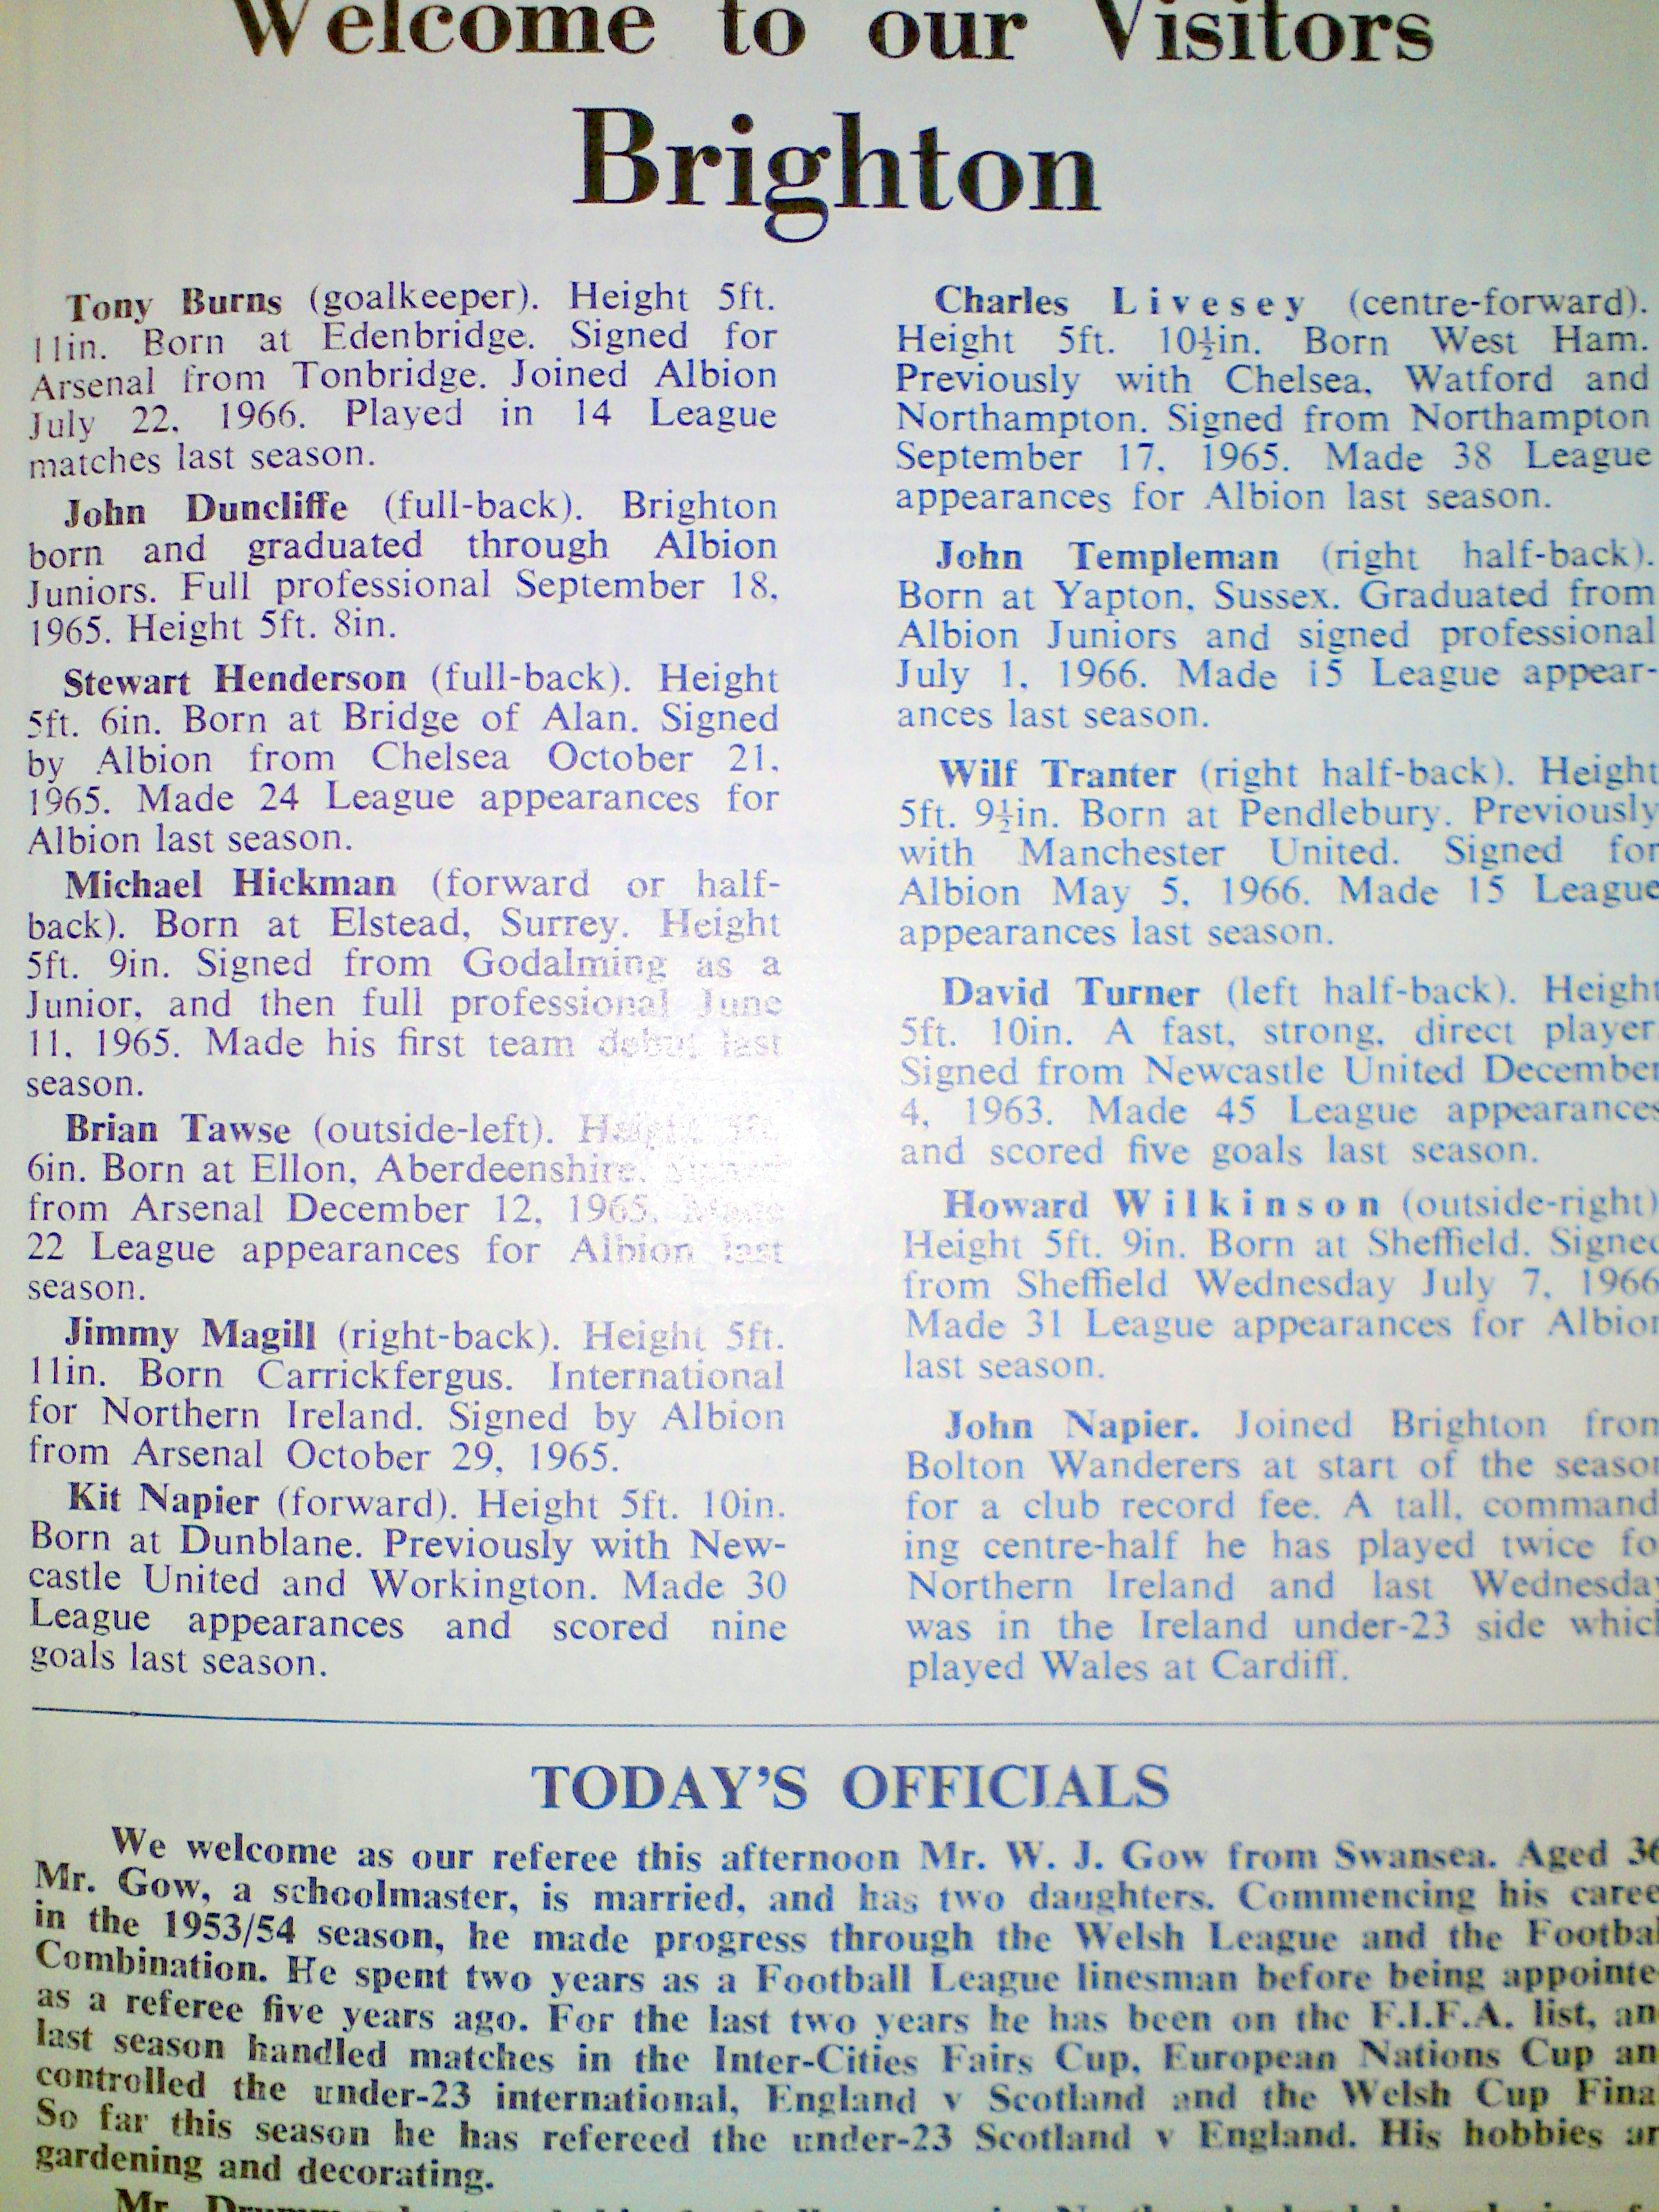 Welcome to our Visitors
Brighton
Tony Burns (goalkeeper). Height 5ft.
11in. Born at Edenbridge. Signed for
Arsenal from Tonbridge. Joined Albion
July 22, 1966. Played in 14 League
matches last season.
John Duncliffe (full-back). Brighton
born and graduated through Albion
Juniors. Full professional September 18,
1965. Height 5ft. 8in.
Stewart Henderson (full-back). Height
5ft. 6in. Born at Bridge of Alan. Signed
by Albion from Chelsea October 21,
1965. Made 24 League appearances for
Albion last season.
Michael Hickman (forward or half-
back). Born at Elstead, Surrey. Height
5ft. 9in. Signed from Godalming as a
Junior, and then full professional June
11, 1965. Made his first team debut last
season.
Brian Tawse (outside-left). Height 5ft.
6in. Born at Ellon, Aberdeenshire. Signed
from Arsenal December 12, 1965. Made
22 League appearances for Albion last
season.
Jimmy Magill (right-back). Height 5ft.
11in. Born Carrickfergus. International
for Northern Ireland. Signed by Albion
from Arsenal October 29, 1965.
Kit Napier (forward). Height 5ft. 10in.
Born at Dunblane. Previously with New-
castle United and Workington. Made 30
League appearances and scored nine
goals last season.
Charles Livesey (centre-forward).
Height 5ft. 10½in. Born West Ham.
Previously with Chelsea, Watford and
Northampton. Signed from Northampton
September 17, 1965. Made 38 League
appearances for Albion last season.
John Templeman (right half-back).
Born at Yapton, Sussex. Graduated from
Albion Juniors and signed professional
July 1, 1966. Made 15 League appear-
ances last season.
Wilf Tranter (right half-back). Height
5ft. 9½in. Born at Pendlebury. Previously
with Manchester United. Signed for
Albion May 5, 1966. Made 15 League
appearances last season.
David Turner (left half-back). Height
5ft. 10in. A fast, strong, direct player
Signed from Newcastle United December
4, 1963. Made 45 League appearances
and scored five goals last season.
Howard Wilkinson (outside-right)
Height 5ft. 9in. Born at Sheffield. Signed
from Sheffield Wednesday July 7, 1966
Made 31 League appearances for Albion
last season.
John Napier. Joined Brighton from
Bolton Wanderers at start of the season
for a club record fee. A tall, command
ing centre-half he has played twice fo
Northern Ireland and last Wednesday
was in the Ireland under-23 side which
played Wales at Cardiff.
TODAY'S OFFICIALS
We welcome as our referee this afternoon Mr. W. J. Gow from Swansea. Aged 36
Mr. Gow, a schoolmaster, is married, and has two daughters. Commencing his caree
in the 1953/54 season, he made progress through the Welsh League and the Footbal
Combination. He spent two years as a Football League linesman before being appointe
as a referee five years ago. For the last two years he has been on the F.I.F.A. list, an
last season handled matches in the Inter-Cities Fairs Cup, European Nations Cup an
controlled the under-23 international, England v Scotland and the Welsh Cup Final
So far this season he has refereed the under-23 Scotland v England. His hobbies ar
gardening and decorating.
Mr.